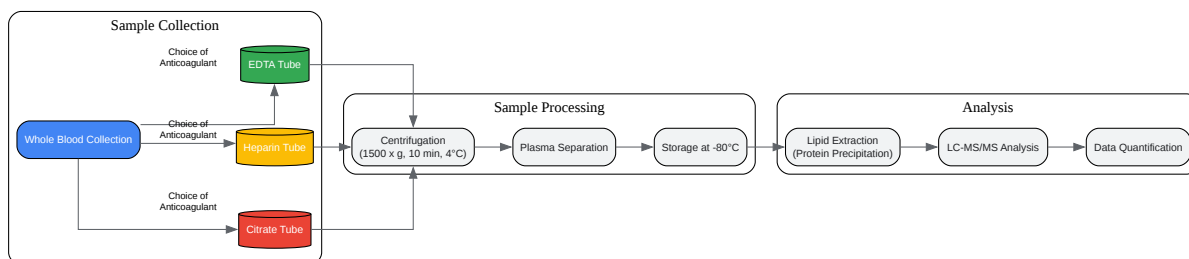 Sample Collection
Choice of
Anticoagulant
EDTA Tube
Whole Blood Collection
Choice of
Anticoagulant
Heparin Tube
Choice of
Anticoagulant
Citrate Tube
Sample Processing
Centrifugation
(1500 x g, 10 min, 4°C)
Plasma Separation
Storage at -80°C
Analysis
Lipid Extraction
(Protein Precipitation)
LC-MS/MS Analysis
Data Quantification